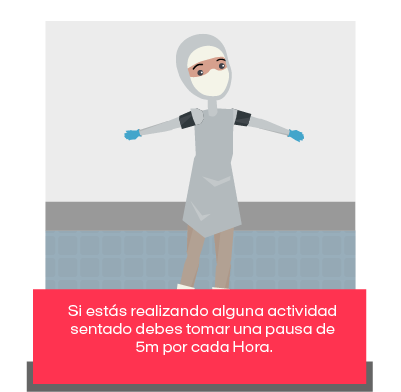 Si estás realizando alguna actividad
sentado debes tomar una pausa de
5m por cada Hora.